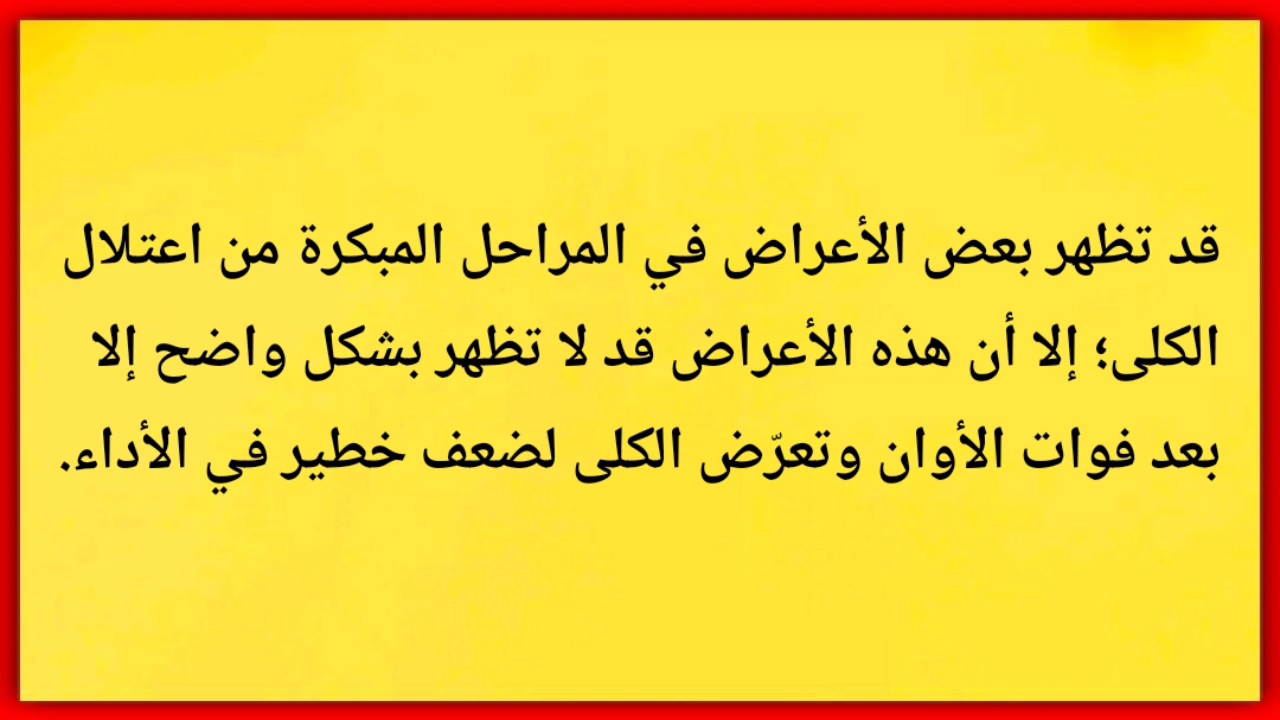 قد تظهر بعض الأعراض في المراحل المبكرة من اعتلال
الكلى؛ إلا أن هذه الأعراض قد لا تظهر بشكل واضح إلا
بعد فوات الأوان وتعرّض الكلى لضعف خطير في الأداء.